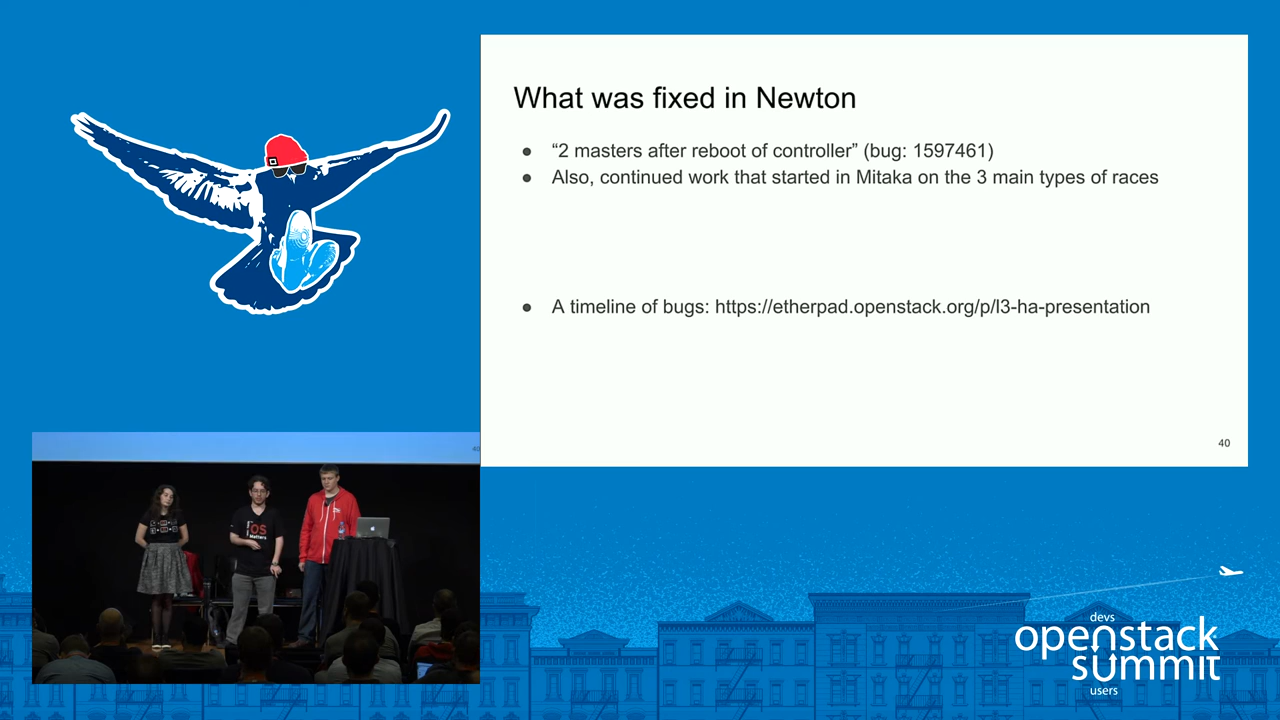 What was fixed in Newton
● “2 masters after reboot of controller” (bug: 1597461)
● Also, continued work that started in Mitaka on the 3 main types of races
● A timeline of bugs: https://etherpad.openstack.org/p/l3-ha-presentation
40
OS
Matters
devs
openstack
summit
users